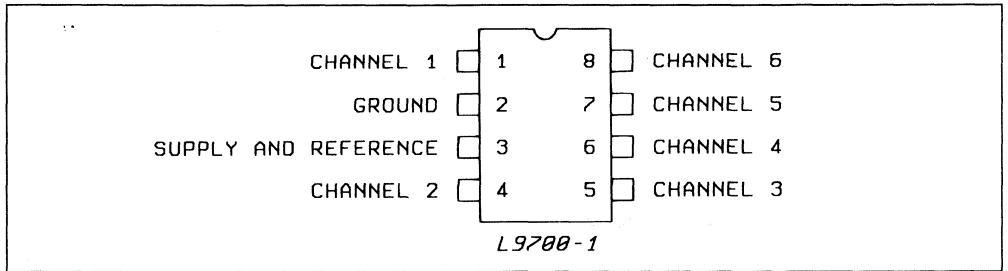 CHANNEL 1 1 8 CHANNEL 6
GROUND 2 7 CHANNEL 5
SUPPLY AND REFERENCE 3 6 CHANNEL 4
CHANNEL 2 4 5 CHANNEL 3
L9700-1